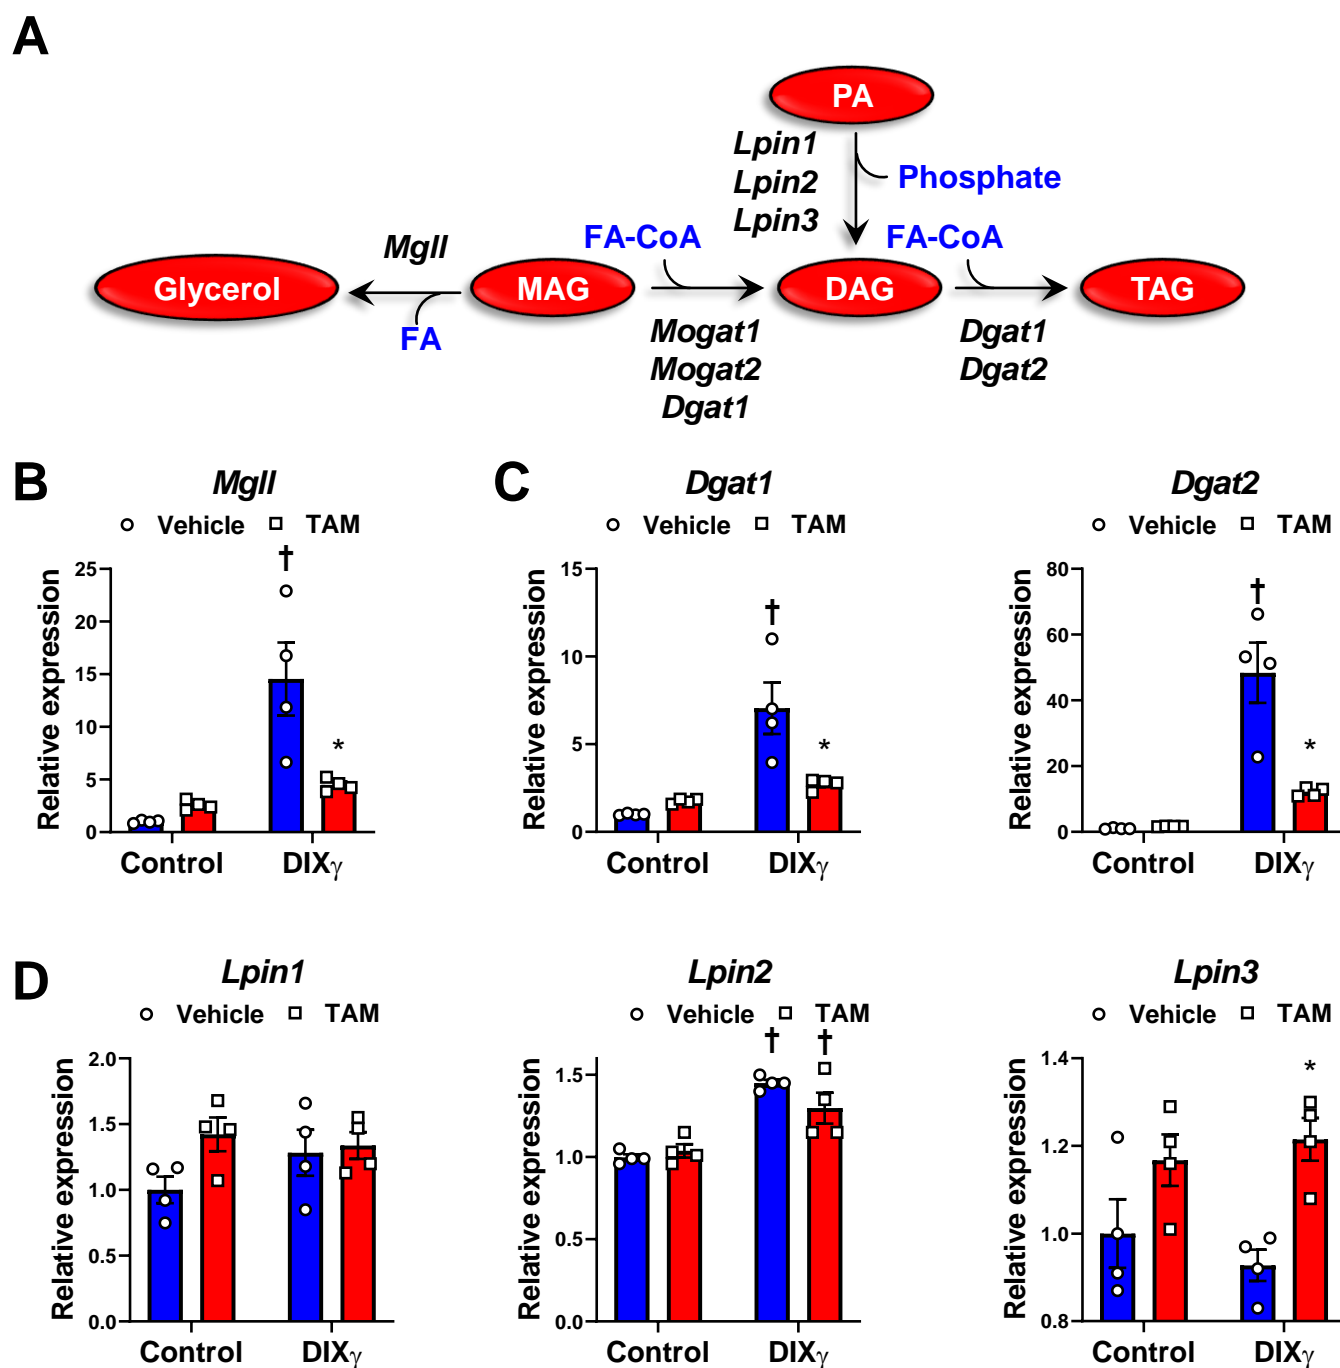 A
PA
Lpin1
Lpin2
Lpin3
Phosphate
Mgll
FA-CoA
FA-CoA
Glycerol
MAG
DAG
TAG
FA
Mogat1
Mogat2
Dgat1
Dgat1
Dgat2
B
Mgll
Vehicle TAM
Relative expression
25
20
15
10
5
0
†
*
Control DIXγ
C
Dgat1
Vehicle TAM
Relative expression
15
10
5
0
†
*
Control DIXγ
Dgat2
Vehicle TAM
Relative expression
80
60
40
20
0
†
*
Control DIXγ
D
Lpin1
Vehicle TAM
Relative expression
2.0
1.5
1.0
0.5
0.0
Control DIXγ
Lpin2
Vehicle TAM
Relative expression
1.5
1.0
0.5
0.0
† †
Control DIXγ
Lpin3
Vehicle TAM
Relative expression
1.4
1.2
1.0
0.8
*
Control DIXγ